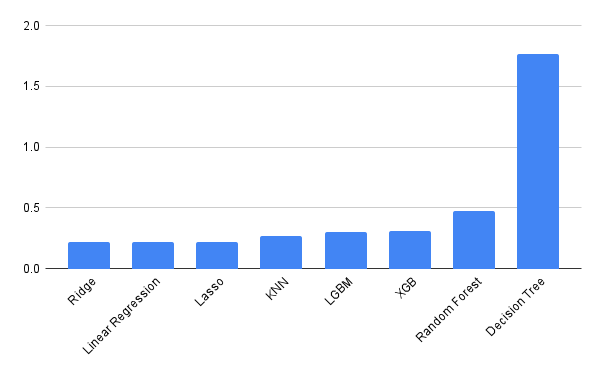 2.0
1.5
1.0
0.5
0.0
Ridge
Linear Regression
Lasso
KNN
LGBM
XGB
Random Forest
Decision Tree